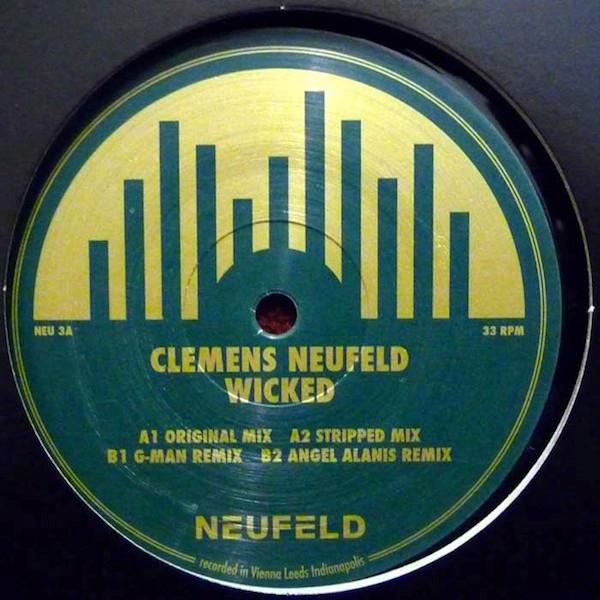 NEU 3A 33 RPM
CLEMENS NEUFELD
WICKED
A1 ORIGINAL MIX A2 STRIPPED MIX
B1 G-MAN REMIX B2 ANGEL ALANIS REMIX
NEUFELD
recorded in Vienna Leeds Indianapolis